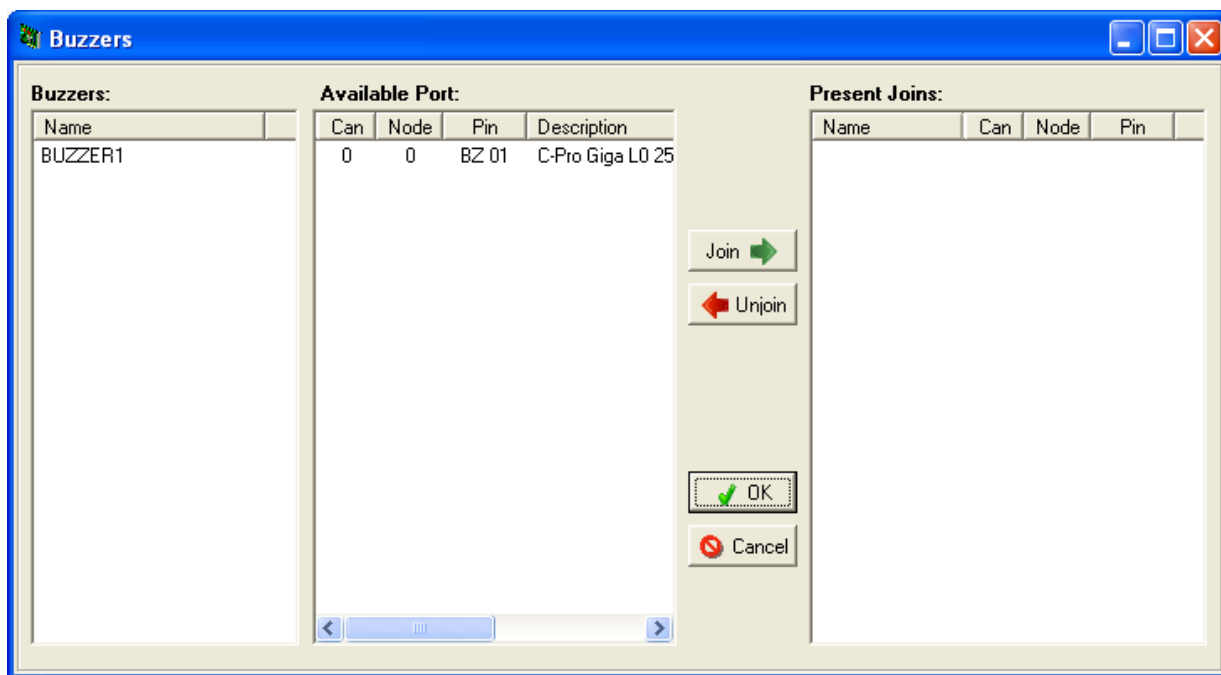 Buzzers
Buzzers:
Name
BUZZER1
Available Port:
Can Node Pin Description
0 0 BZ 01 C-Pro Giga L0 25
Join
Unjoin
OK
Cancel
Present Joins:
Name Can Node Pin